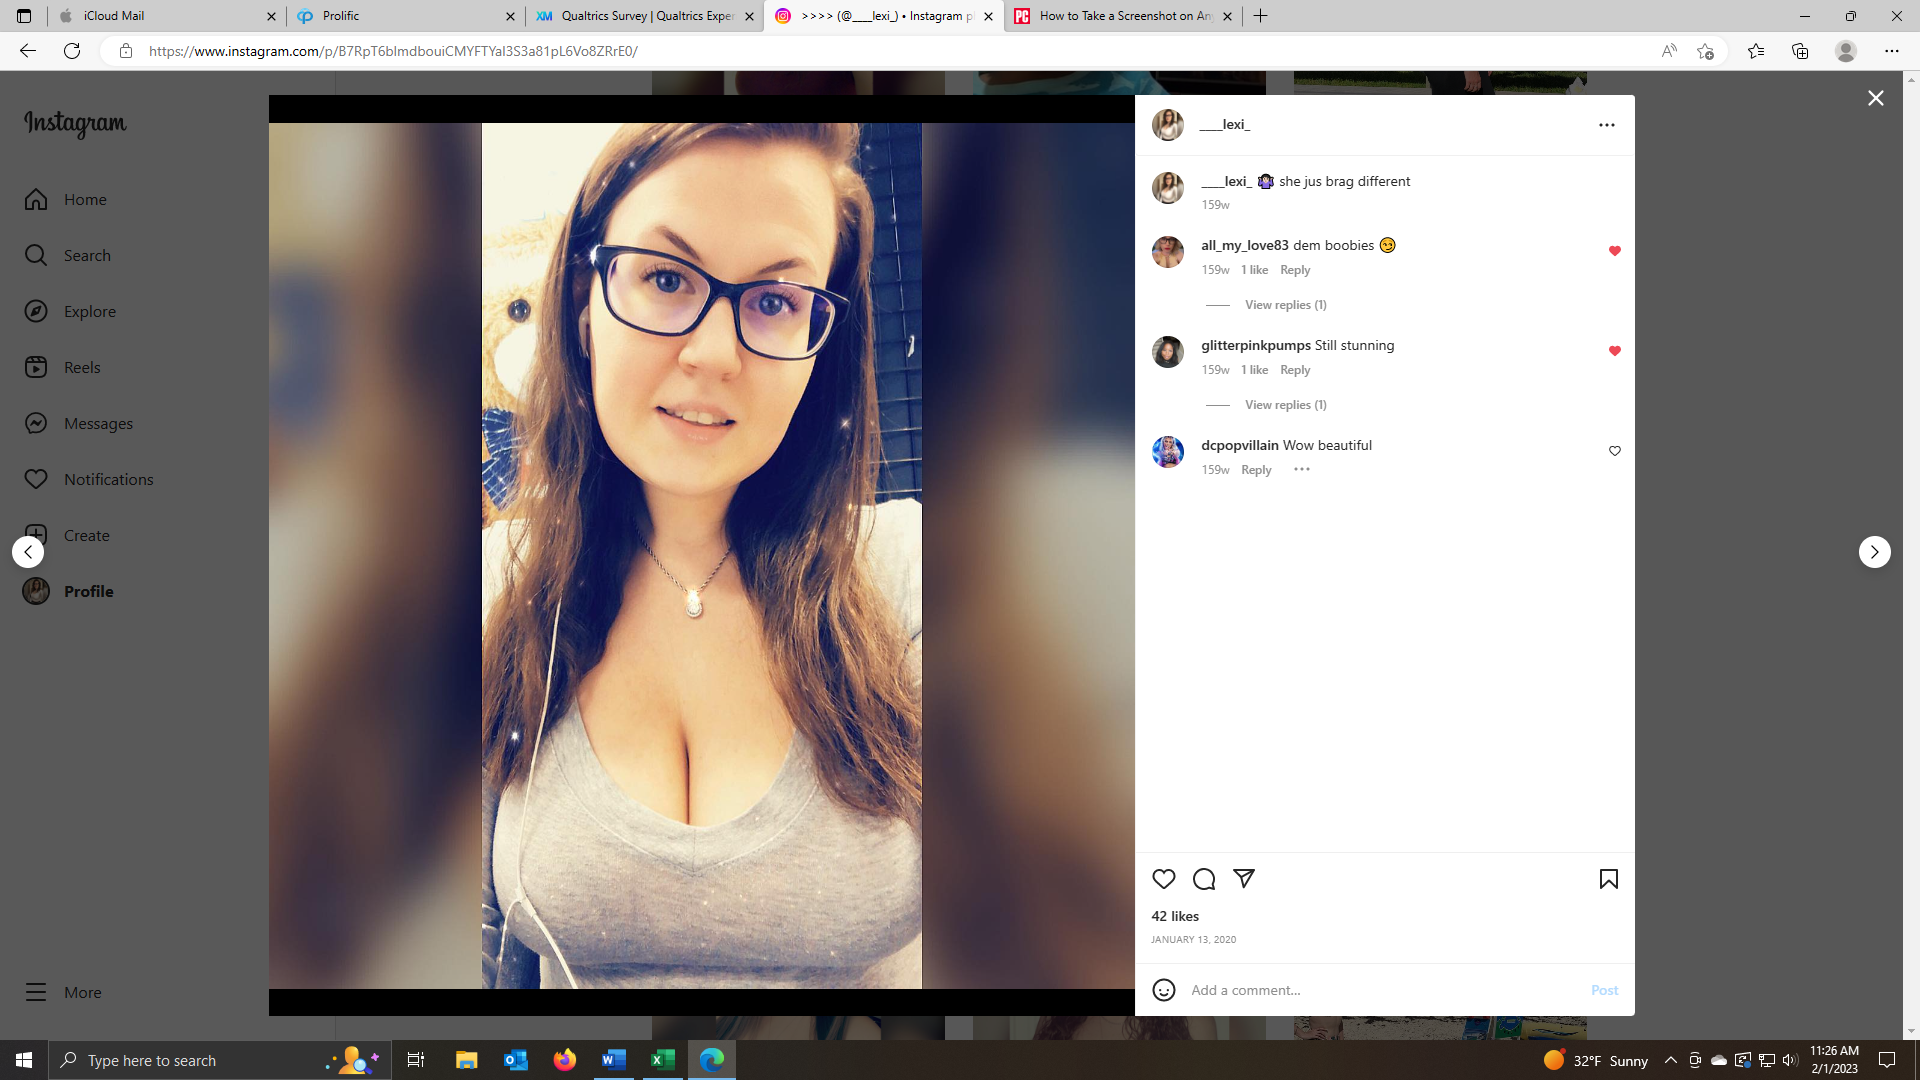 iCloud Mail
Prolific
Qualtrics Survey | Qualtrics Exper
>>>> (@____lexi_) • Instagram p
How to Take a Screenshot on An
https://www.instagram.com/p/B7RpT6blmdbouiCMYFTYal3S3a81pL6Vo8ZRrE0/
Instagram
Home
Search
Explore
Reels
Messages
Notifications
Create
Profile
More
____lexi_
____lexi_ 🤷🏻‍♀️ she jus brag different
159w
all_my_love83 dem boobies 😏
159w 1 like Reply
View replies (1)
glitterpinkpumps Still stunning
159w 1 like Reply
View replies (1)
dcpopvillain Wow beautiful
159w Reply
42 likes
JANUARY 13, 2020
Add a comment...
Post
Type here to search
32°F Sunny
11:26 AM
2/1/2023